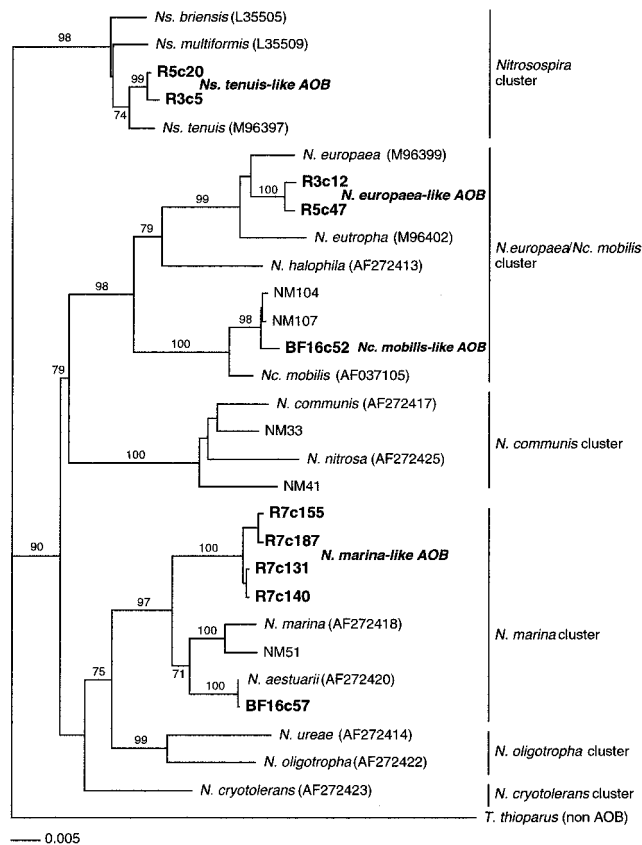 98
Ns. briensis (L35505)
Ns. multiformis (L35509)
99
R5c20
Ns. tenuis-like AOB
R3c5
74
Ns. tenuis (M96397)
Nitrosospira
cluster
N. europaea (M96399)
99
100
R3c12
N. europaea-like AOB
R5c47
79
N. eutropha (M96402)
N. halophila (AF272413)
98
NM104
98
NM107
100
BF16c52 Nc. mobilis-like AOB
Nc. mobilis (AF037105)
N.europaea/Nc. mobilis
cluster
79
N. communis (AF272417)
NM33
100
N. nitrosa (AF272425)
NM41
N. communis cluster
90
R7c155
100
R7c187
N. marina-like AOB
R7c131
R7c140
97
100
N. marina (AF272418)
NM51
71
100
N. aestuarii (AF272420)
BF16c57
N. marina cluster
75
99
N. ureae (AF272414)
N. oligotropha (AF272422)
N. oligotropha cluster
N. cryotolerans (AF272423)
N. cryotolerans cluster
T. thioparus (non AOB)
0.005